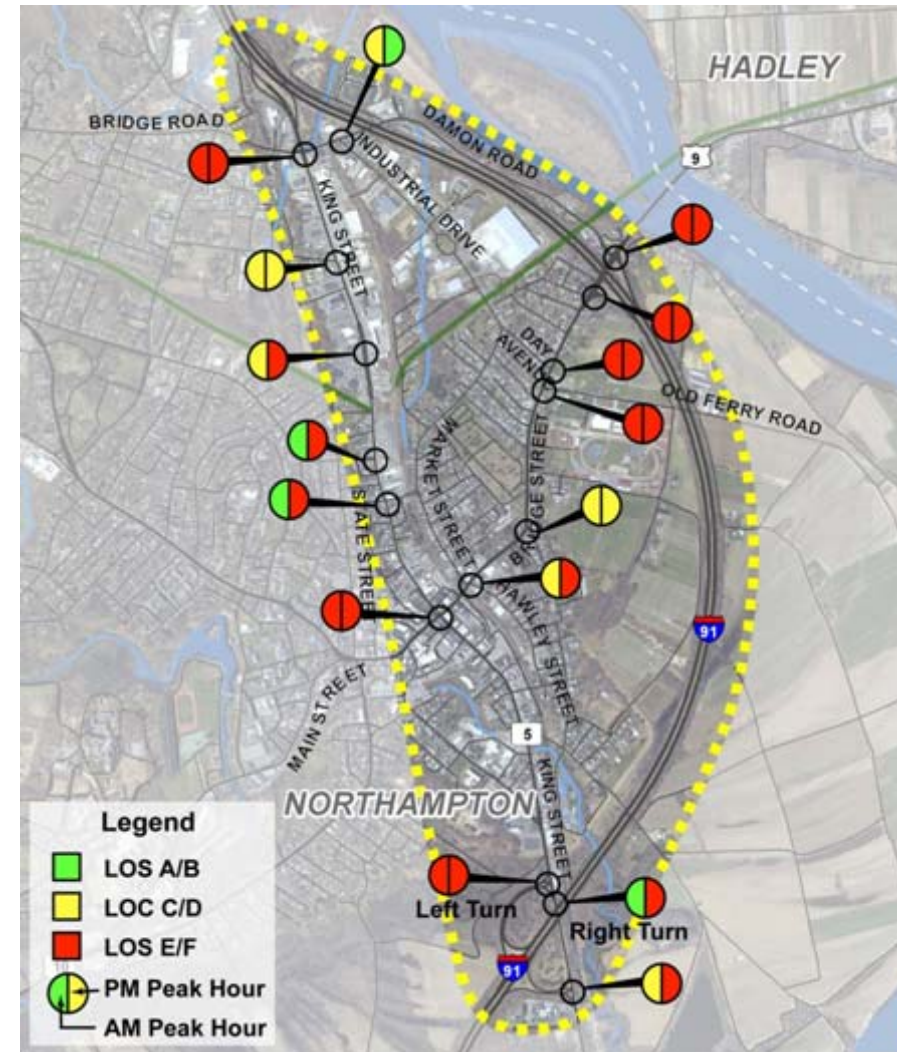 HADLEY
BRIDGE ROAD
DAMON ROAD
9
INDUSTRIAL DRIVE
KING STREET
DAY
AVENUE
OLD FERRY ROAD
MARKET STREET
BRIDGE STREET
STATE STREET
HAWLEY STREET
91
MAIN STREET
5
NORTHAMPTON
KING STREET
Legend
LOS A/B
LOC C/D
LOS E/F
PM Peak Hour
AM Peak Hour
Left Turn
Right Turn
91